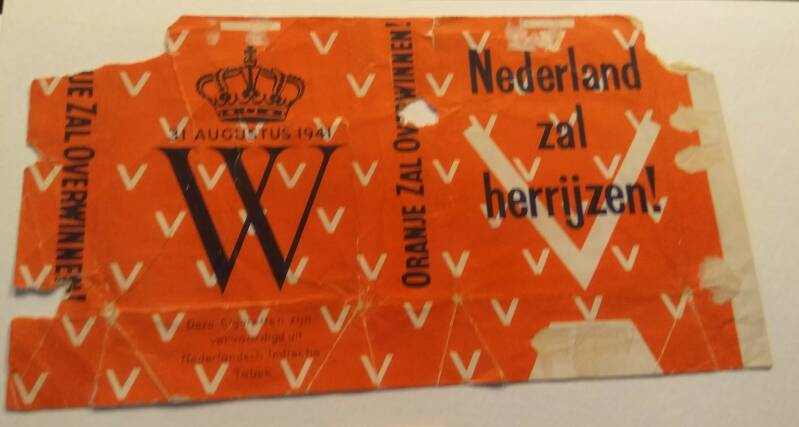 JE ZAL OVERWINNEN!
31 AUGUSTUS 1941
W
Deze Sigaretten zijn
vervaardigd uit
Nederlandsch Indische
Tabak
ORANJE ZAL OVERWINNEN!
Nederland
zal
herrijzen!